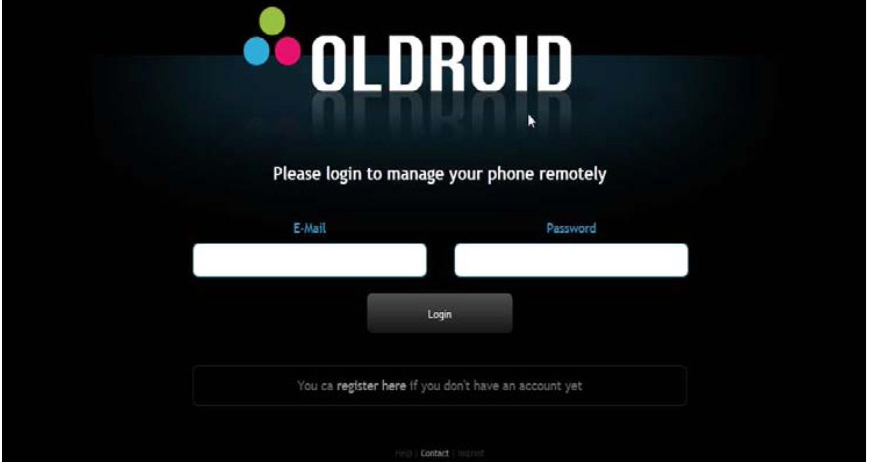 OLDROID
Please login to manage your phone remotely
E-Mail Password
Login
You ca register here if you don't have an account yet
Help | Contact | Imprint